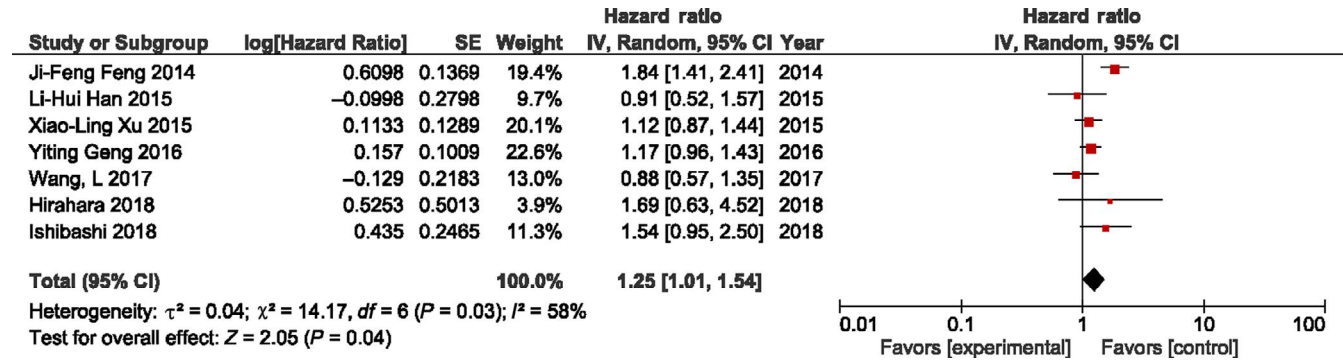 Hazard ratio Hazard ratio
Study or Subgroup log[Hazard Ratio] SE Weight IV, Random, 95% CI Year IV, Random, 95% CI
Ji-Feng Feng 2014 0.6098 0.1369 19.4% 1.84 [1.41, 2.41] 2014
Li-Hui Han 2015 −0.0998 0.2798 9.7% 0.91 [0.52, 1.57] 2015
Xiao-Ling Xu 2015 0.1133 0.1289 20.1% 1.12 [0.87, 1.44] 2015
Yiting Geng 2016 0.157 0.1009 22.6% 1.17 [0.96, 1.43] 2016
Wang, L 2017 −0.129 0.2183 13.0% 0.88 [0.57, 1.35] 2017
Hirahara 2018 0.5253 0.5013 3.9% 1.69 [0.63, 4.52] 2018
Ishibashi 2018 0.435 0.2465 11.3% 1.54 [0.95, 2.50] 2018
Total (95% CI) 100.0% 1.25 [1.01, 1.54]
Heterogeneity: τ² = 0.04; χ² = 14.17, df = 6 (P = 0.03); I² = 58%
Test for overall effect: Z = 2.05 (P = 0.04)
0.01 0.1 1 10 100
Favors [experimental] Favors [control]